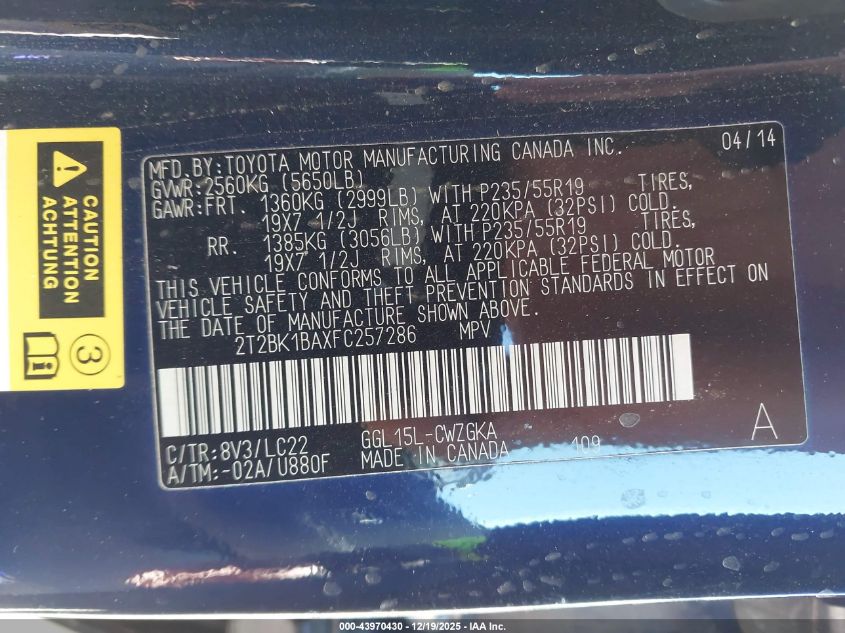 MFD.BY:TOYOTA MOTOR MANUFACTURING CANADA INC. 04/14
GVWR:2560KG (5650LB)
GAWR:FRT. 1360KG (2999LB) WITH P235/55R19 TIRES,
19X7 1/2J RIMS, AT 220KPA (32PSI) COLD.
RR. 1385KG (3056LB) WITH P235/55R19 TIRES,
19X7 1/2J RIMS, AT 220KPA (32PSI) COLD.
THIS VEHICLE CONFORMS TO ALL APPLICABLE FEDERAL MOTOR
VEHICLE SAFETY AND THEFT PREVENTION STANDARDS IN EFFECT ON
THE DATE OF MANUFACTURE SHOWN ABOVE.
2T2BK1BAXFC257286 MPV
C/TR:8V3/LC22 GGL15L-CWZGKA A
A/TM:-02A/U880F MADE IN CANADA 109
CAUTION
ATTENTION
ACHTUNG
3
000-43970430 - 12/19/2025 - IAA Inc.